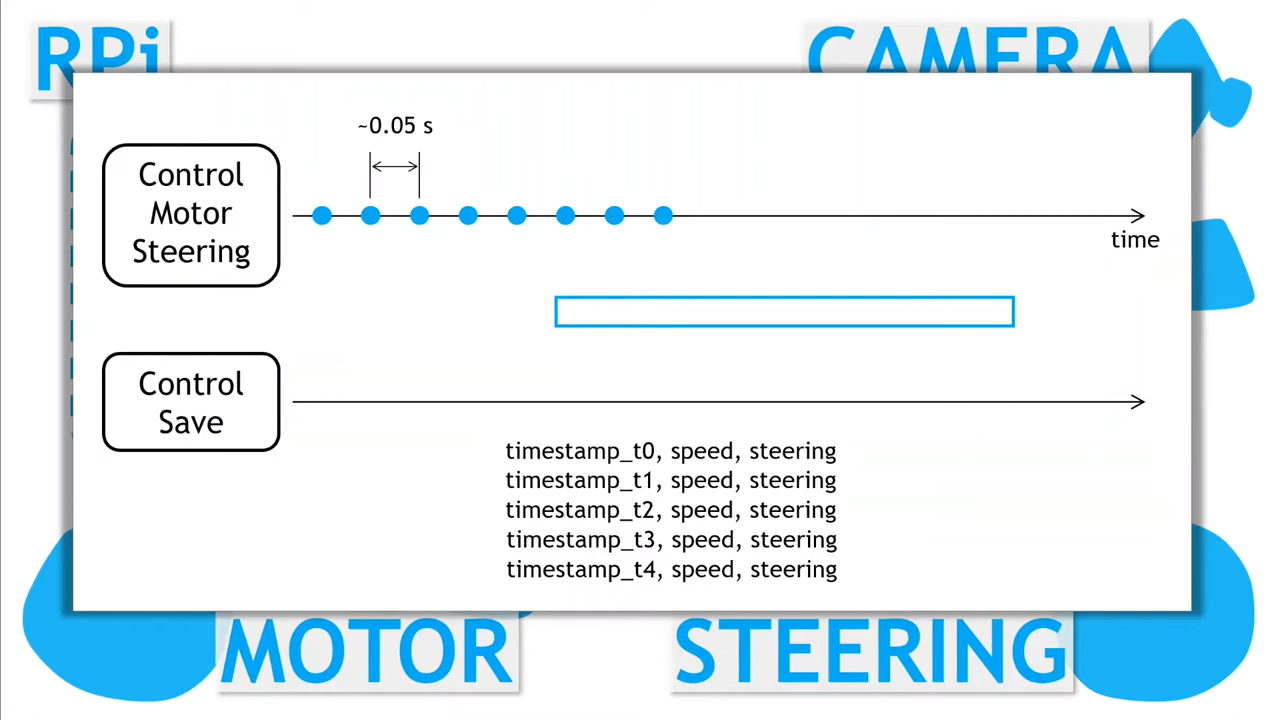 RPi
CAMERA
~0.05 s
Control
Motor
Steering
time
Control
Save
timestamp_t0, speed, steering
timestamp_t1, speed, steering
timestamp_t2, speed, steering
timestamp_t3, speed, steering
timestamp_t4, speed, steering
MOTOR
STEERING